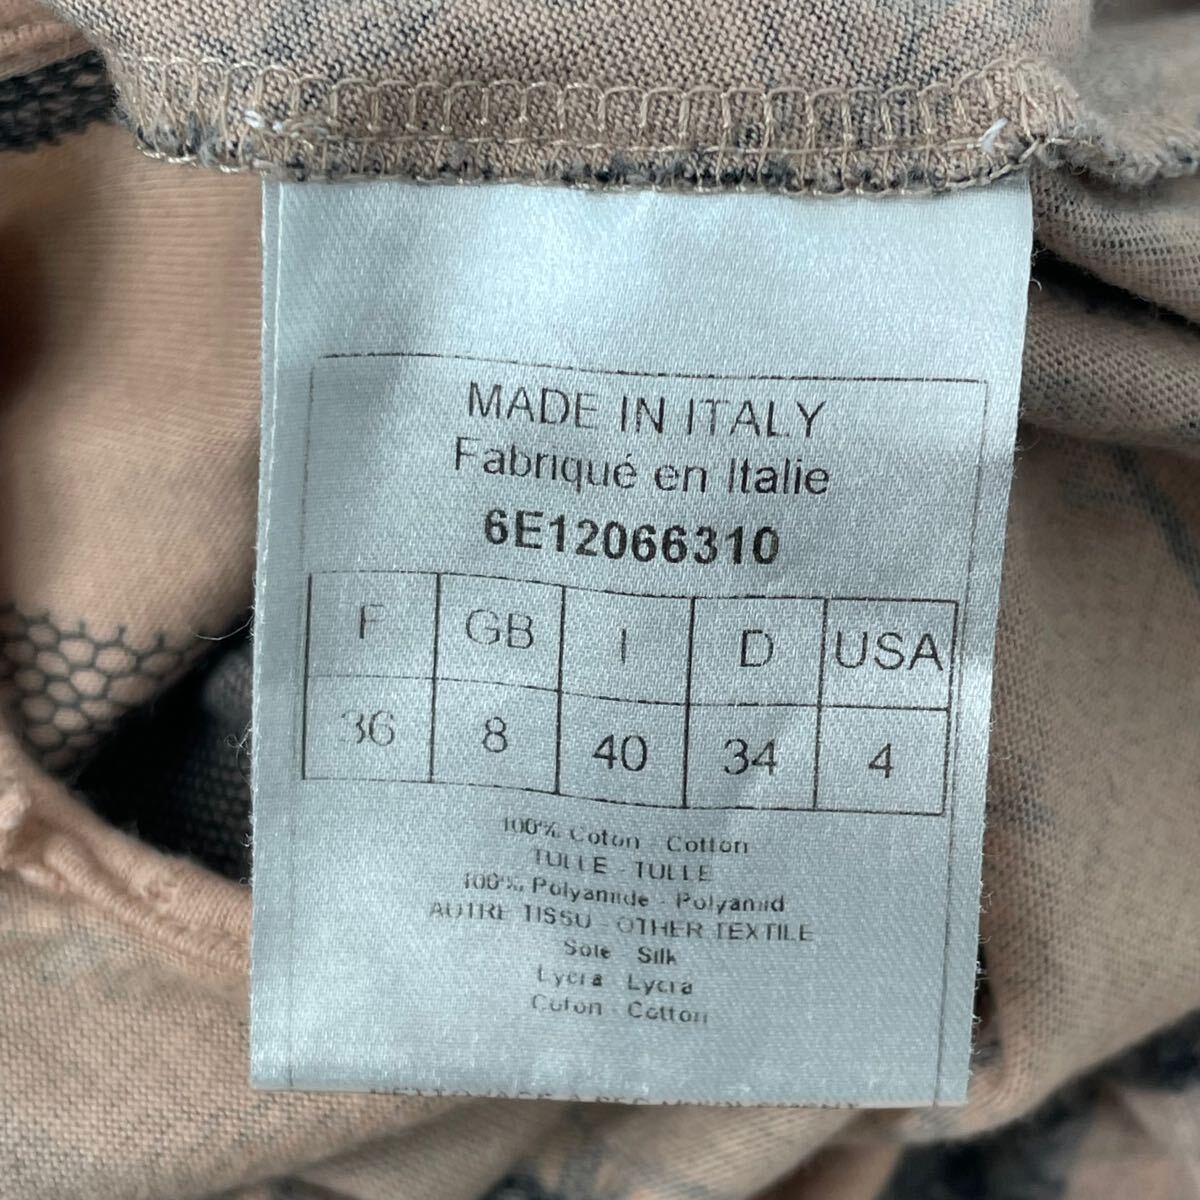 MADE IN ITALY
Fabriqué en Italie
6E12066310
F GB I D USA
36 8 40 34 4
100% Coton - Cotton
TULLE - TULLE
100% Polyamide - Polyamid
AUTRE TISSU - OTHER TEXTILE
Soie Silk
Lycra Lycra
Coton - Cotton